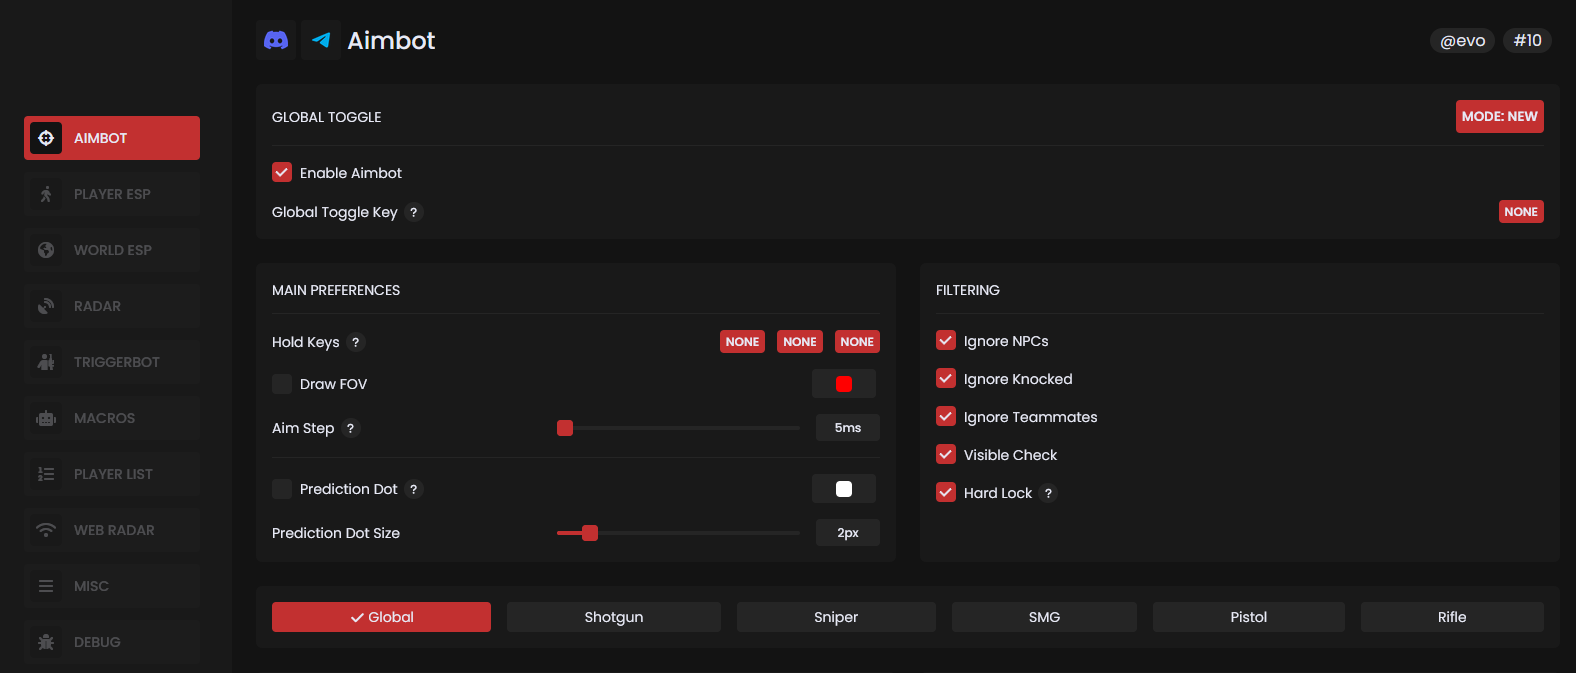 Aimbot
@evo
#10
AIMBOT
PLAYER ESP
WORLD ESP
RADAR
TRIGGERBOT
MACROS
PLAYER LIST
WEB RADAR
MISC
DEBUG
GLOBAL TOGGLE
MODE: NEW
Enable Aimbot
Global Toggle Key ?
NONE
MAIN PREFERENCES
Hold Keys ?
NONE NONE NONE
Draw FOV
Aim Step ?
5ms
Prediction Dot ?
Prediction Dot Size
2px
FILTERING
Ignore NPCs
Ignore Knocked
Ignore Teammates
Visible Check
Hard Lock ?
Global
Shotgun
Sniper
SMG
Pistol
Rifle